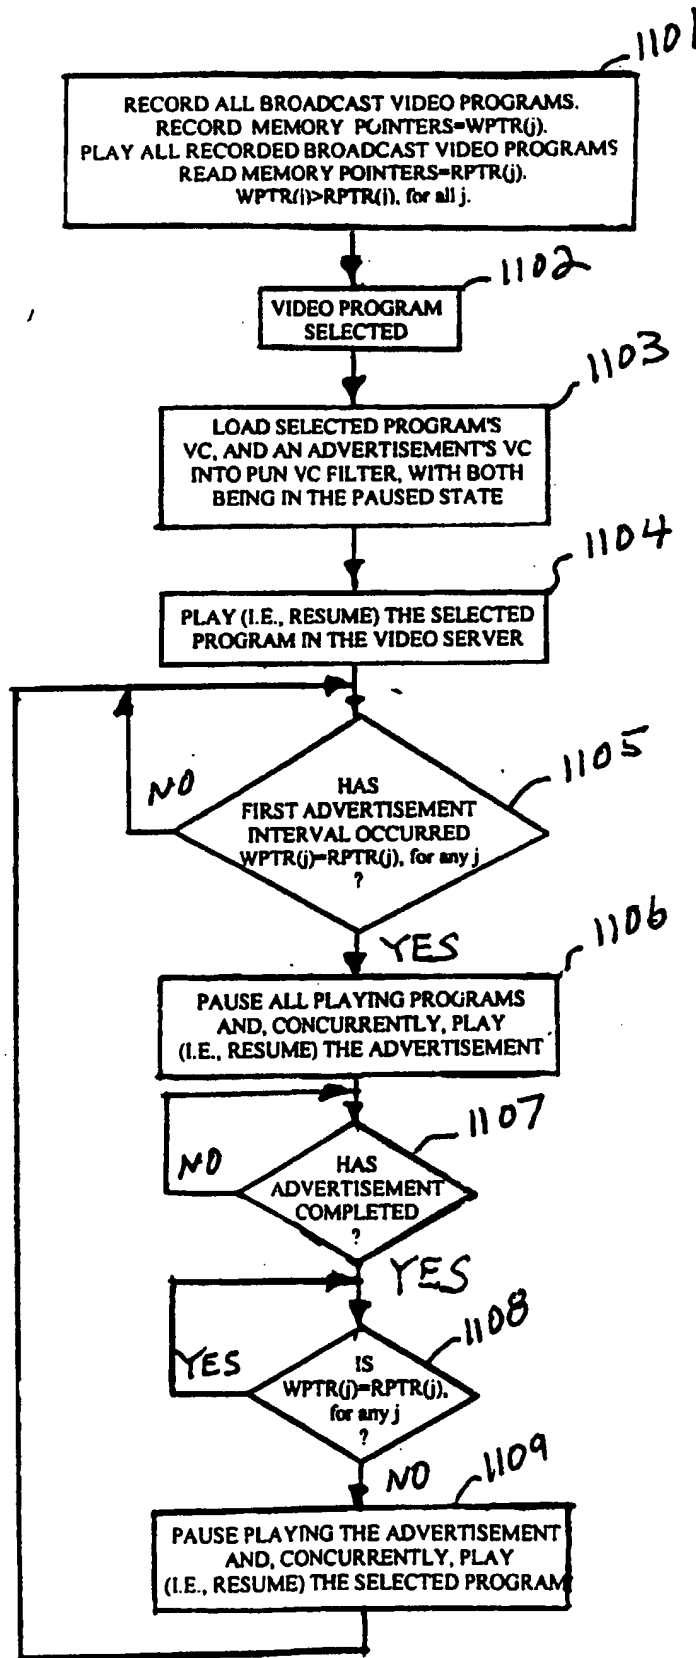 1101
RECORD ALL BROADCAST VIDEO PROGRAMS.
RECORD MEMORY POINTERS=WPTR(j).
PLAY ALL RECORDED BROADCAST VIDEO PROGRAMS
READ MEMORY POINTERS=RPTR(j).
WPTR(j)>RPTR(j), for all j.
1102
VIDEO PROGRAM
SELECTED
1103
LOAD SELECTED PROGRAM'S
VC, AND AN ADVERTISEMENT'S VC
INTO PUN VC FILTER, WITH BOTH
BEING IN THE PAUSED STATE
1104
PLAY (I.E., RESUME) THE SELECTED
PROGRAM IN THE VIDEO SERVER
1105
NO
HAS
FIRST ADVERTISEMENT
INTERVAL OCCURRED
WPTR(j)=RPTR(j), for any j
?
YES
1106
PAUSE ALL PLAYING PROGRAMS
AND, CONCURRENTLY, PLAY
(I.E., RESUME) THE ADVERTISEMENT
1107
NO
HAS
ADVERTISEMENT
COMPLETED
?
YES
1108
YES
IS
WPTR(j)=RPTR(j),
for any j
?
NO
1109
PAUSE PLAYING THE ADVERTISEMENT
AND, CONCURRENTLY, PLAY
(I.E., RESUME) THE SELECTED PROGRAM